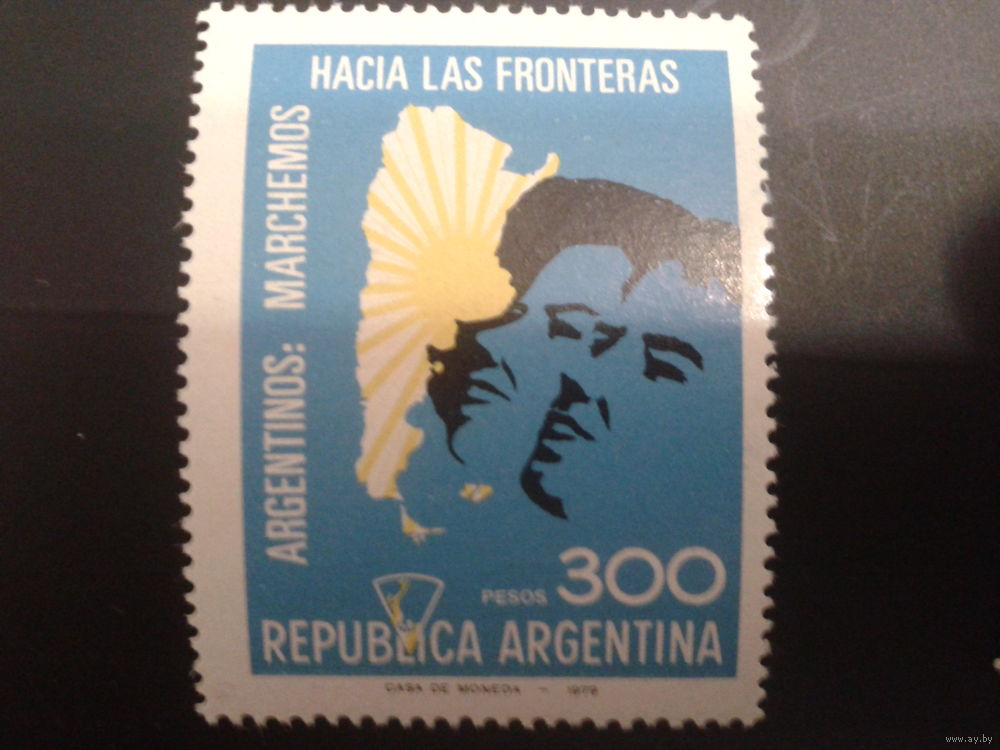 HACIA LAS FRONTERAS
ARGENTINOS: MARCHEMOS
PESOS 300
REPUBLICA ARGENTINA
CASA DE MONEDA - 1979
www.ay.by